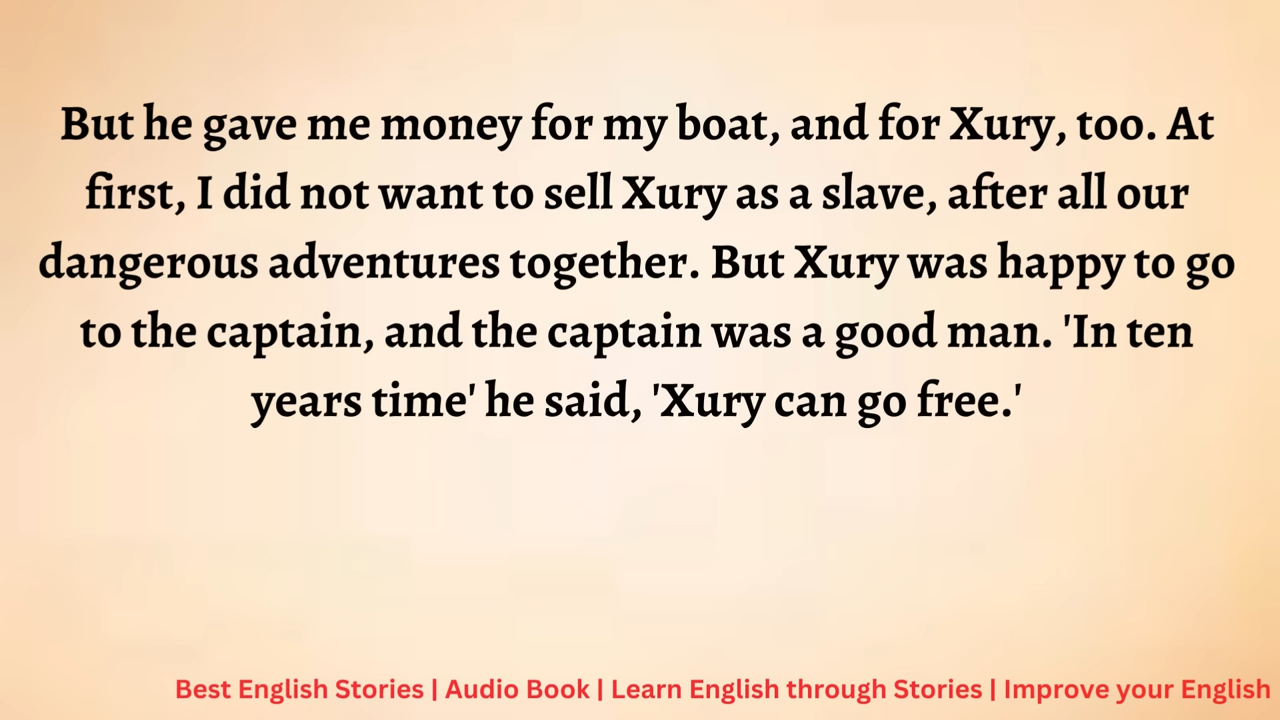 But he gave me money for my boat, and for Xury, too. At
first, I did not want to sell Xury as a slave, after all our
dangerous adventures together. But Xury was happy to go
to the captain, and the captain was a good man. 'In ten
years time' he said, 'Xury can go free.'
Best English Stories | Audio Book | Learn English through Stories | Improve your English